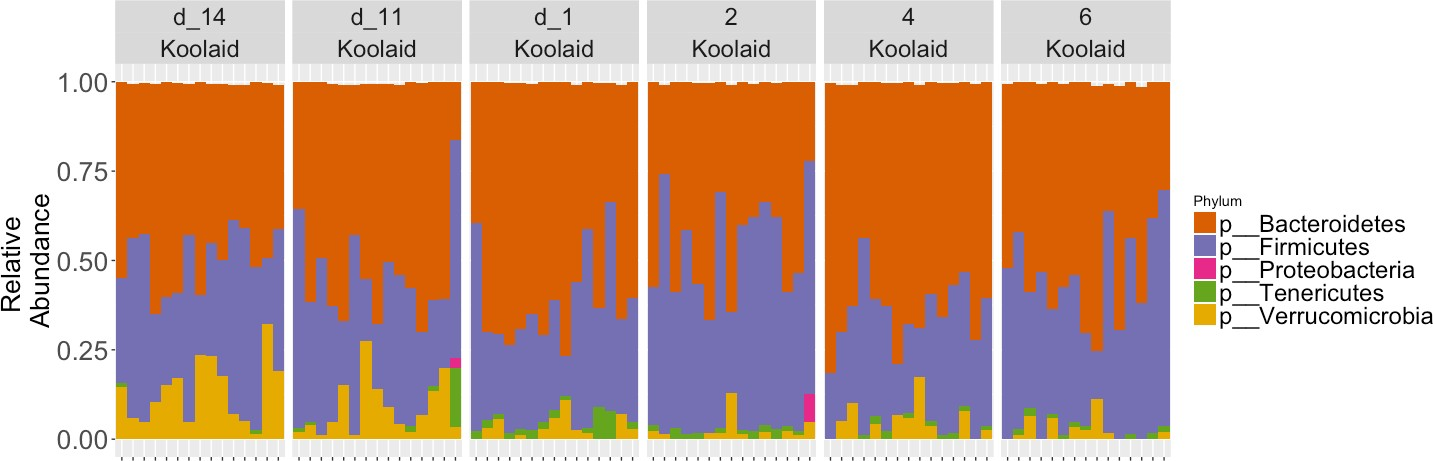 d_14 d_11 d_1 2 4 6
Koolaid Koolaid Koolaid Koolaid Koolaid Koolaid
1.00
0.75
0.50
0.25
0.00
Relative
Abundance
Phylum
p__Bacteroidetes
p__Firmicutes
p__Proteobacteria
p__Tenericutes
p__Verrucomicrobia